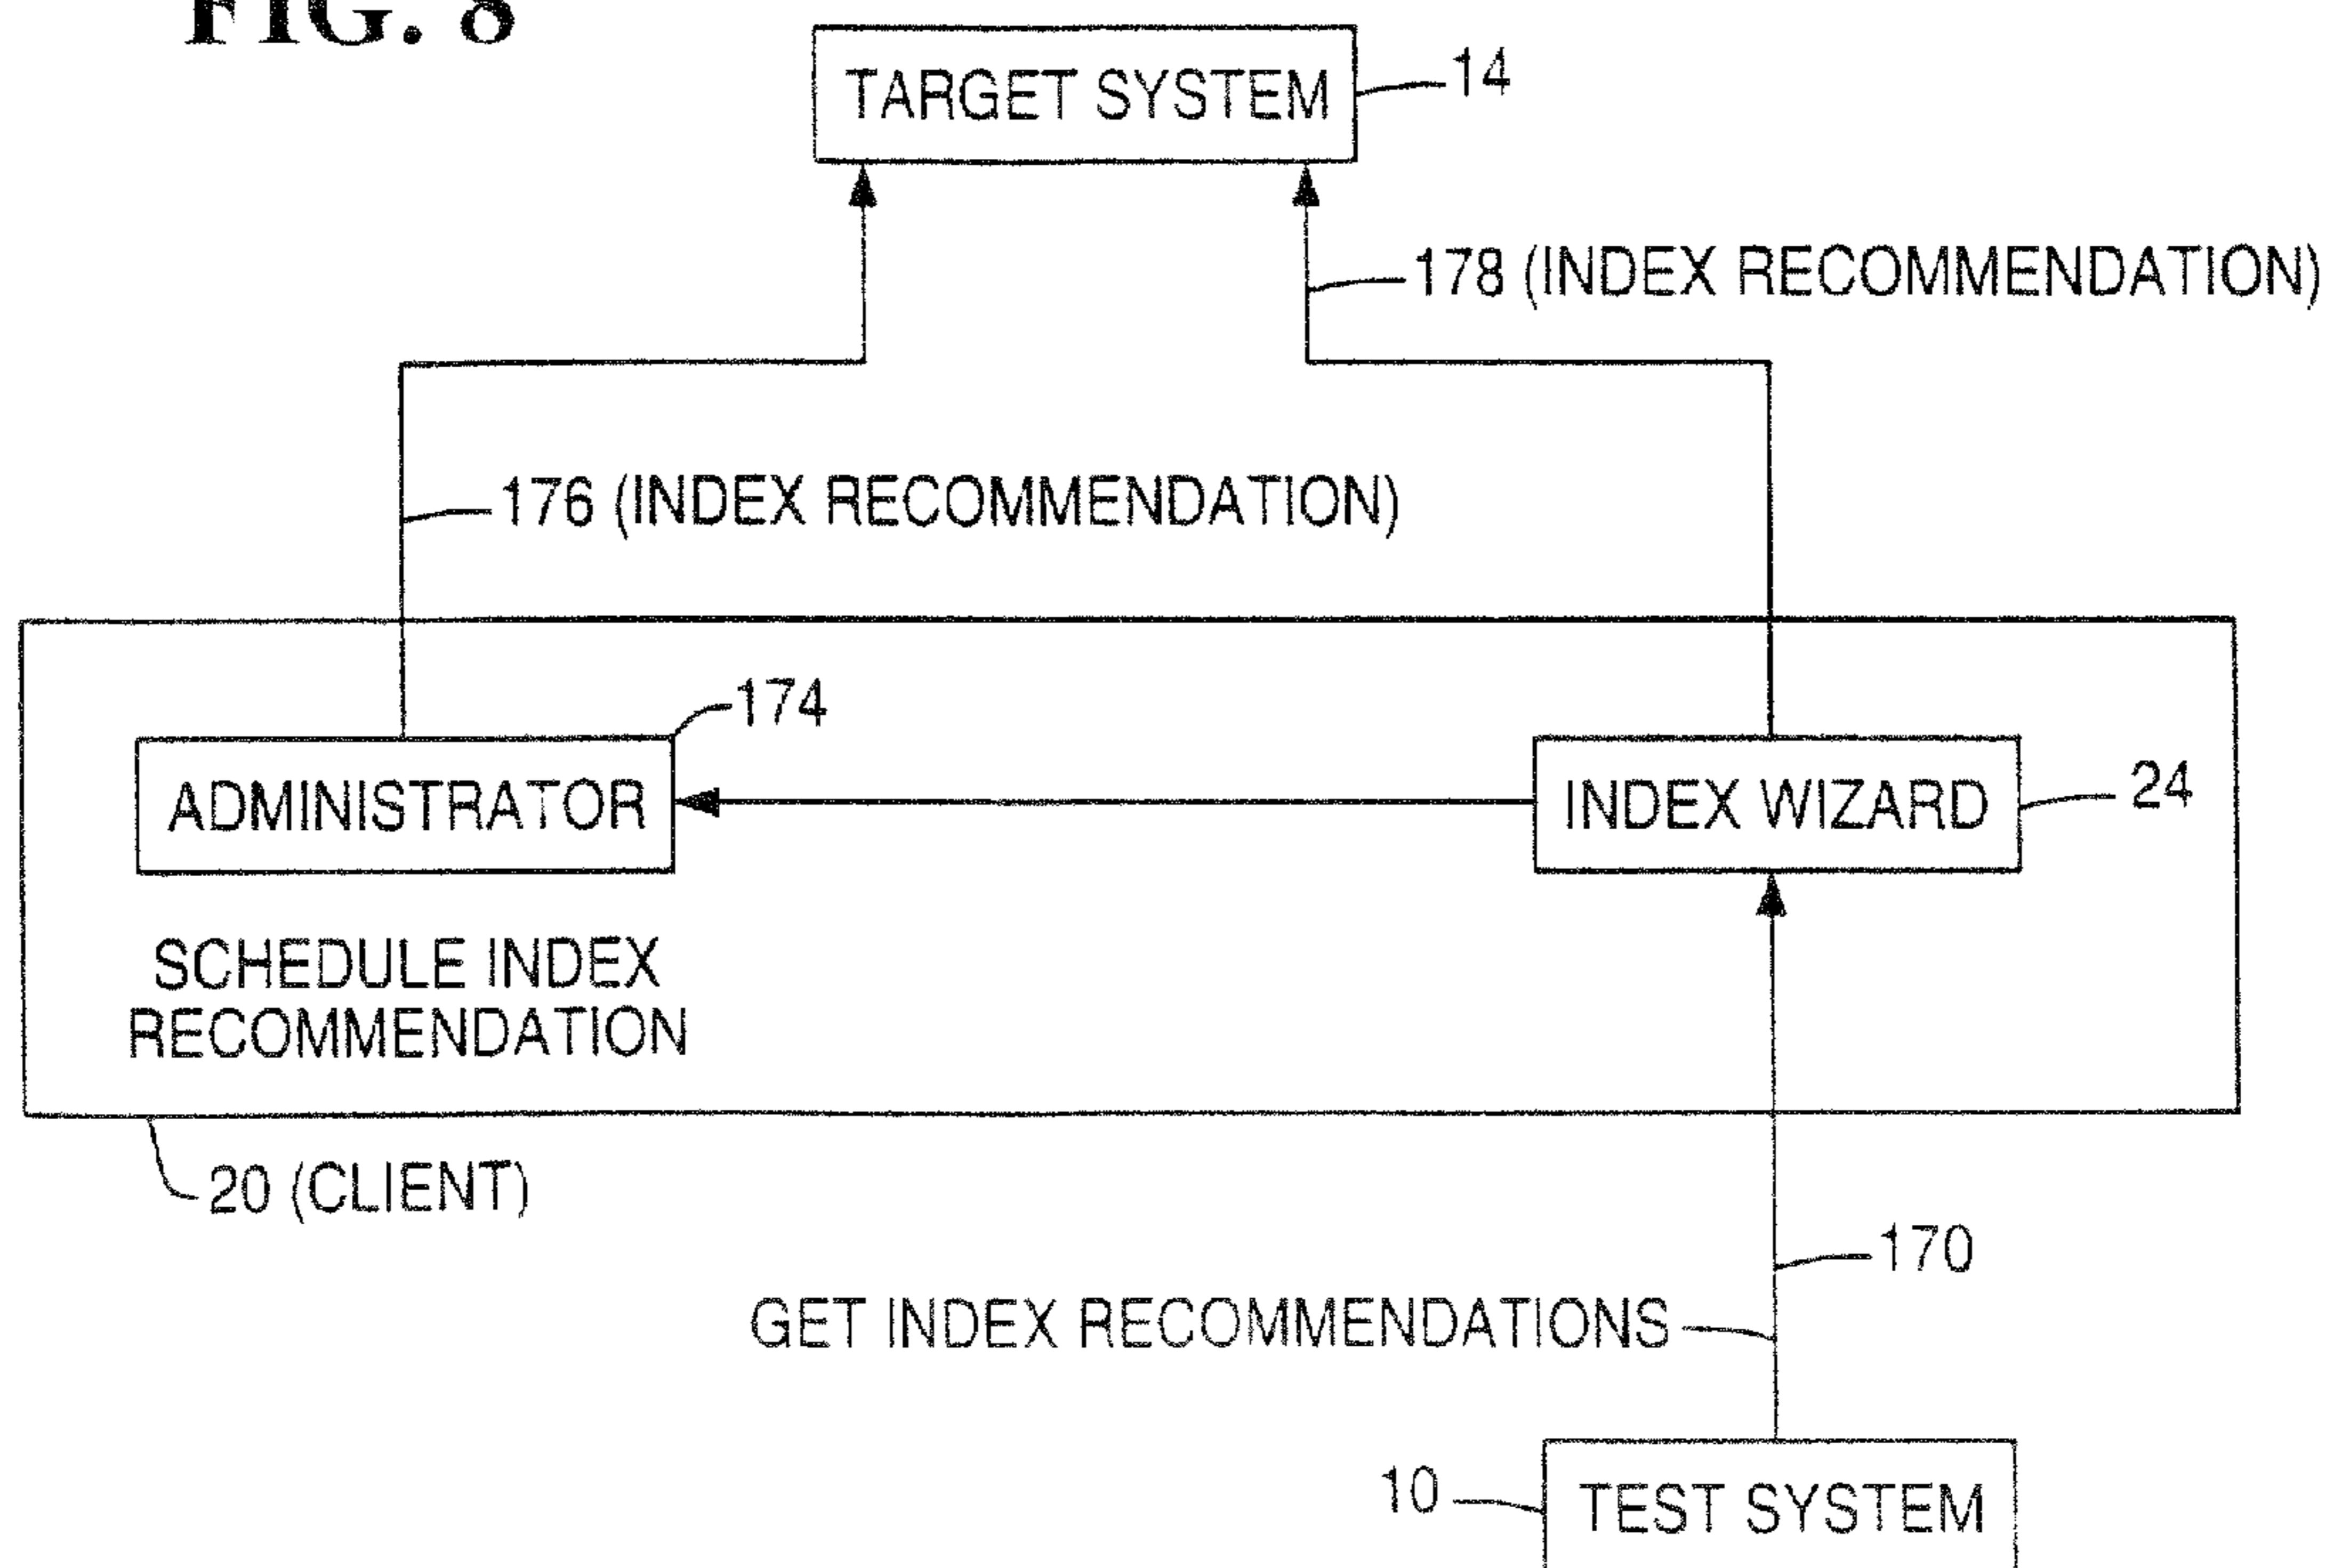 FIG. 8
TARGET SYSTEM
14
178 (INDEX RECOMMENDATION)
176 (INDEX RECOMMENDATION)
174
ADMINISTRATOR
INDEX WIZARD
24
SCHEDULE INDEX
RECOMMENDATION
20 (CLIENT)
170
GET INDEX RECOMMENDATIONS
10
TEST SYSTEM